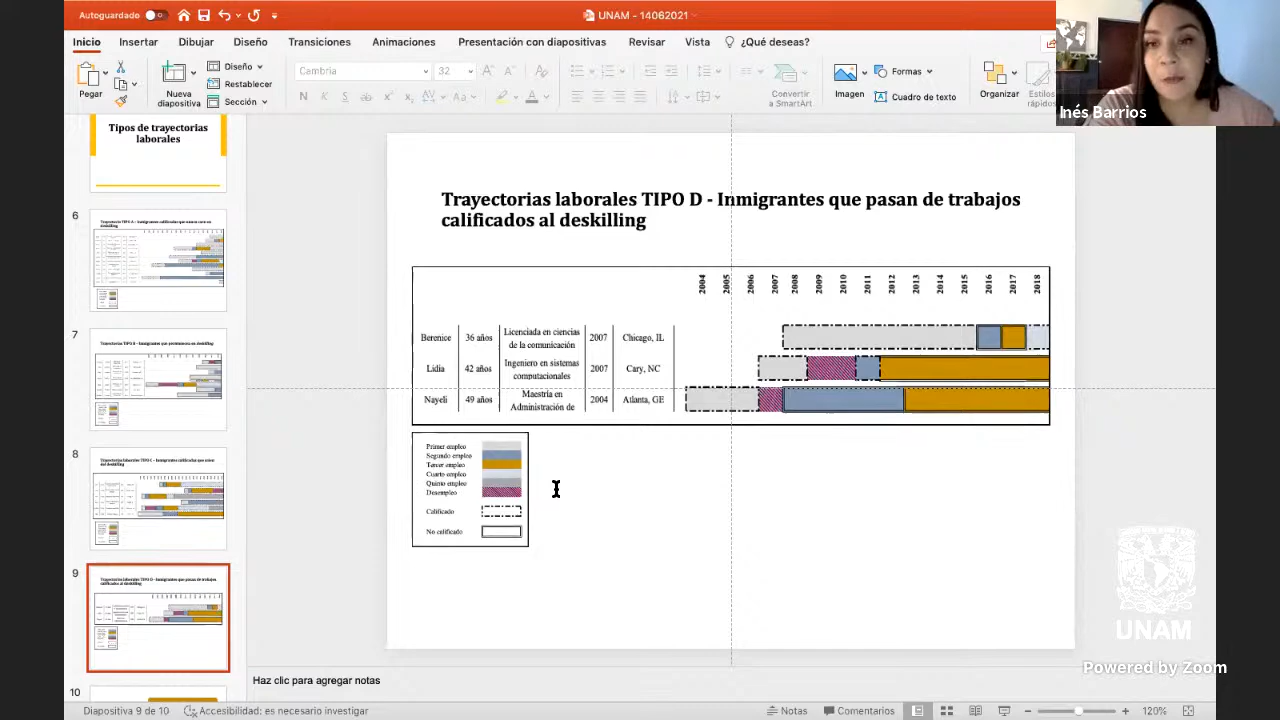 Autoguardado
UNAM - 14062021
Inicio
Insertar
Dibujar
Diseño
Transiciones
Animaciones
Presentación con diapositivas
Revisar
Vista
¿Qué deseas?
Pegar
Nueva
diapositiva
Diseño
Restablecer
Sección
Cambria
32
N
K
S
Convertir
a SmartArt
Imagen
Formas
Cuadro de texto
Organizar
Estilos
rápidos
Inés Barrios
Tipos de trayectorias
laborales
6
7
8
9
10
Trayectorias laborales TIPO D - Inmigrantes que pasan de trabajos
calificados al deskilling
2004 2005 2006 2007 2008 2009 2010 2011 2012 2013 2014 2015 2016 2017 2018
Berenice 36 años Licenciada en ciencias de la comunicación 2007 Chicago, IL
Lidia 42 años Ingeniero en sistemas computacionales 2007 Cary, NC
Nayeli 49 años Maestría en Administración de 2004 Atlanta, GE
Primer empleo
Segundo empleo
Tercer empleo
Cuarto empleo
Quinto empleo
Desempleo
Calificado
No calificado
UNAM
Powered by Zoom
Haz clic para agregar notas
Diapositiva 9 de 10
Accesibilidad: es necesario investigar
Notas
Comentarios
120%